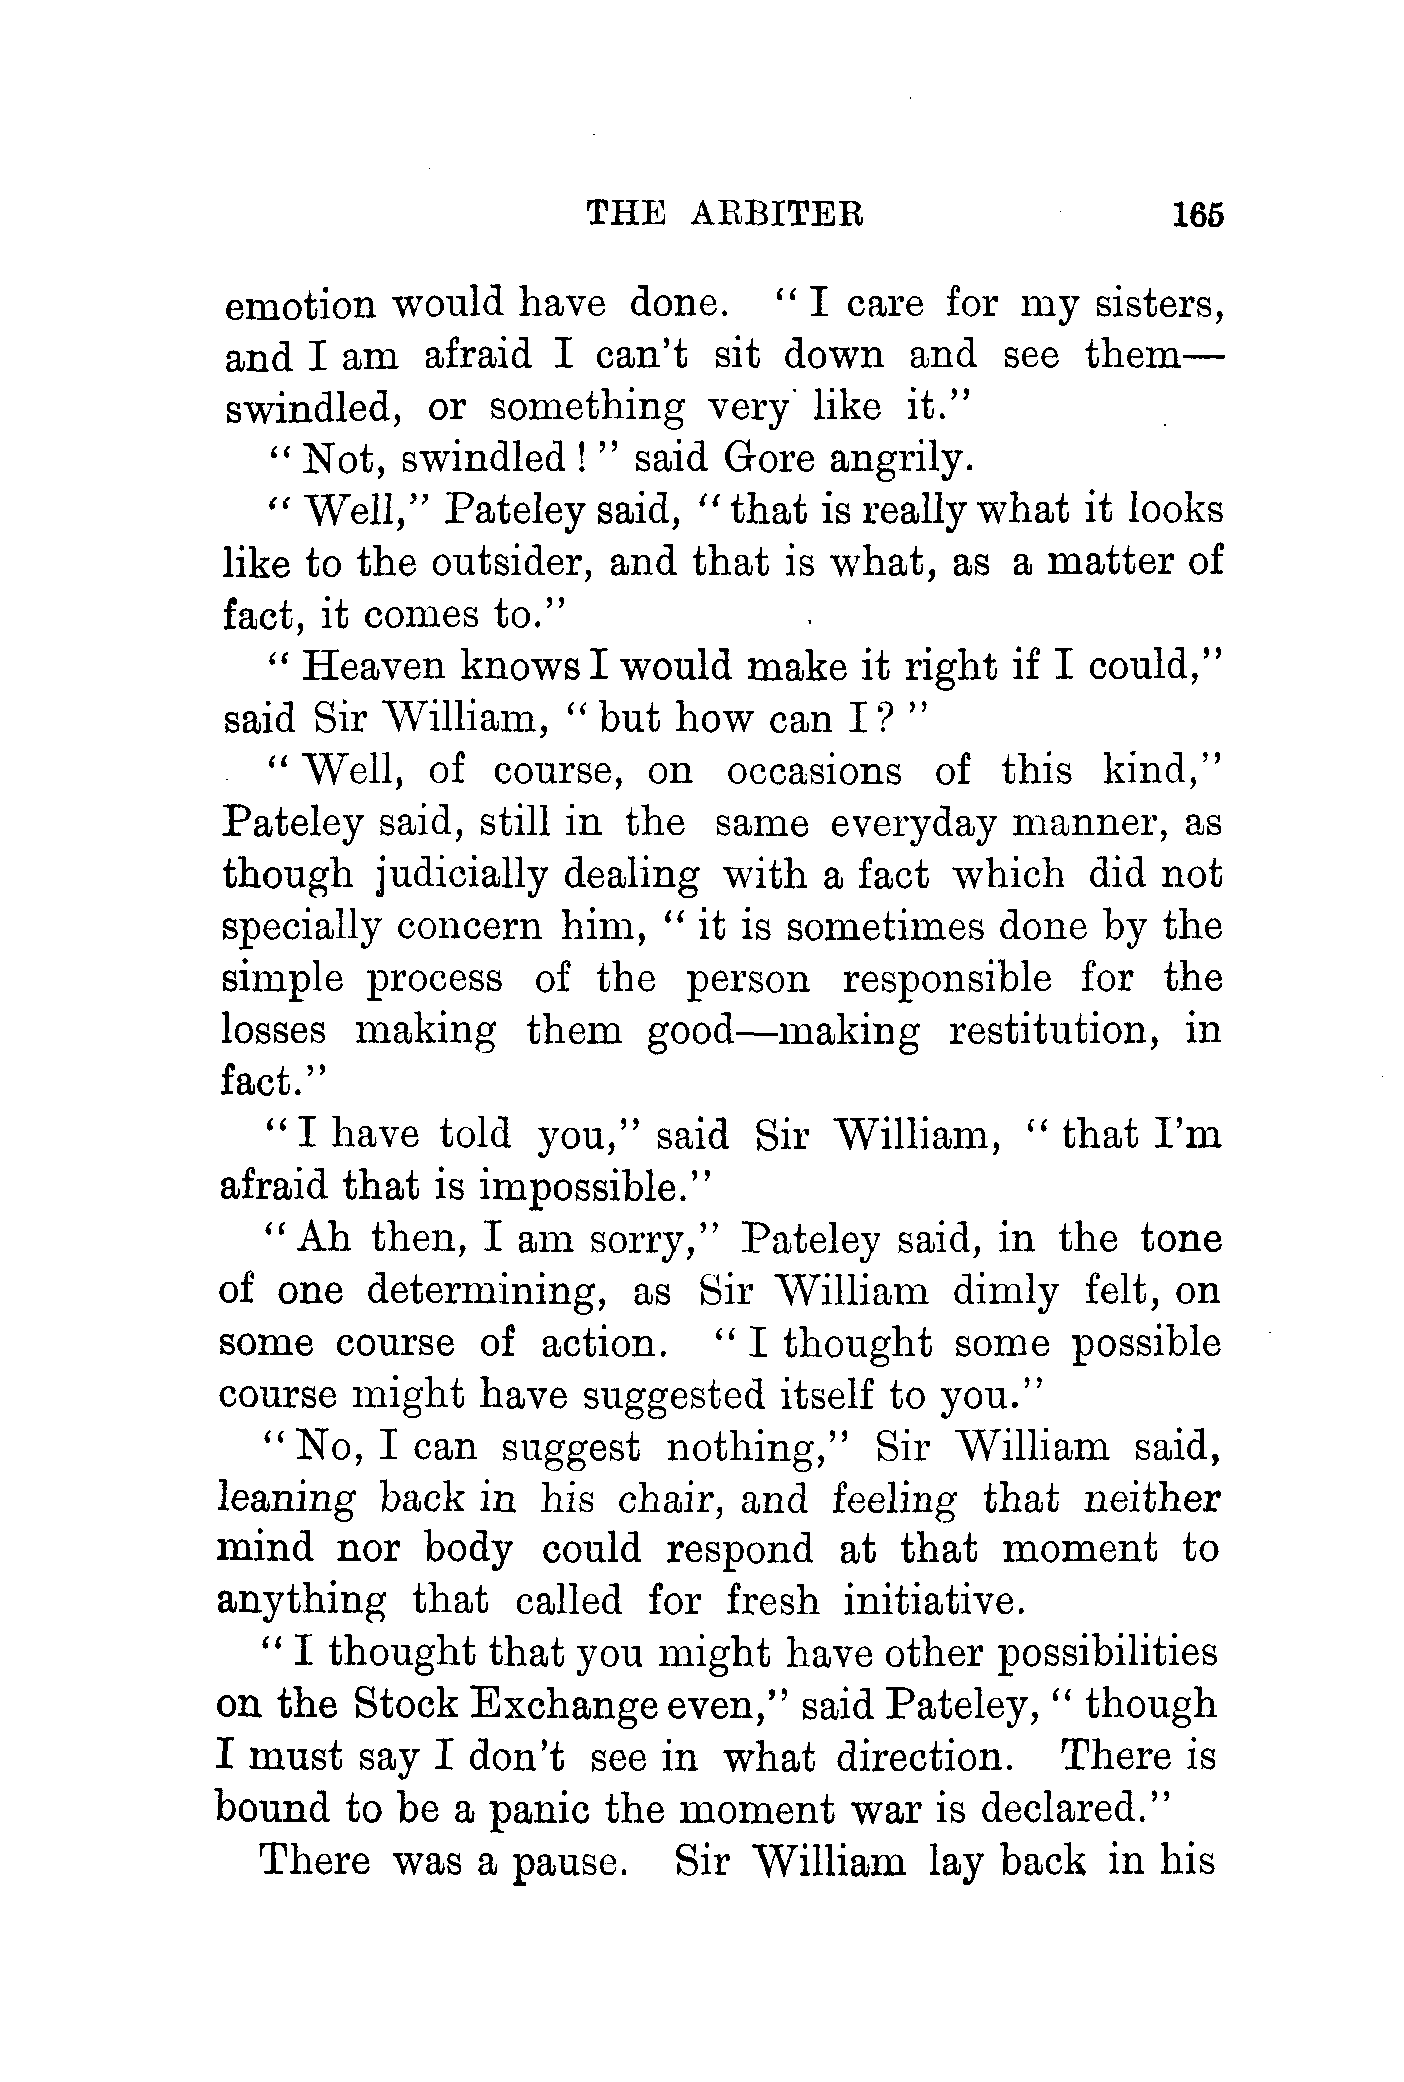 THE ARBITER 165
emotion would have done. "I care for my sisters,
and I am afraid I can't sit down and see them—
swindled, or something very like it."
"Not, swindled!" said Gore angrily.
"Well," Pateley said, "that is really what it looks
like to the outsider, and that is what, as a matter of
fact, it comes to."
"Heaven knows I would make it right if I could,"
said Sir William, "but how can I?"
"Well, of course, on occasions of this kind,"
Pateley said, still in the same everyday manner, as
though judicially dealing with a fact which did not
specially concern him, "it is sometimes done by the
simple process of the person responsible for the
losses making them good—making restitution, in
fact."
"I have told you," said Sir William, "that I'm
afraid that is impossible."
"Ah then, I am sorry," Pateley said, in the tone
of one determining, as Sir William dimly felt, on
some course of action. "I thought some possible
course might have suggested itself to you."
"No, I can suggest nothing," Sir William said,
leaning back in his chair, and feeling that neither
mind nor body could respond at that moment to
anything that called for fresh initiative.
"I thought that you might have other possibilities
on the Stock Exchange even," said Pateley, "though
I must say I don't see in what direction. There is
bound to be a panic the moment war is declared."
There was a pause. Sir William lay back in his